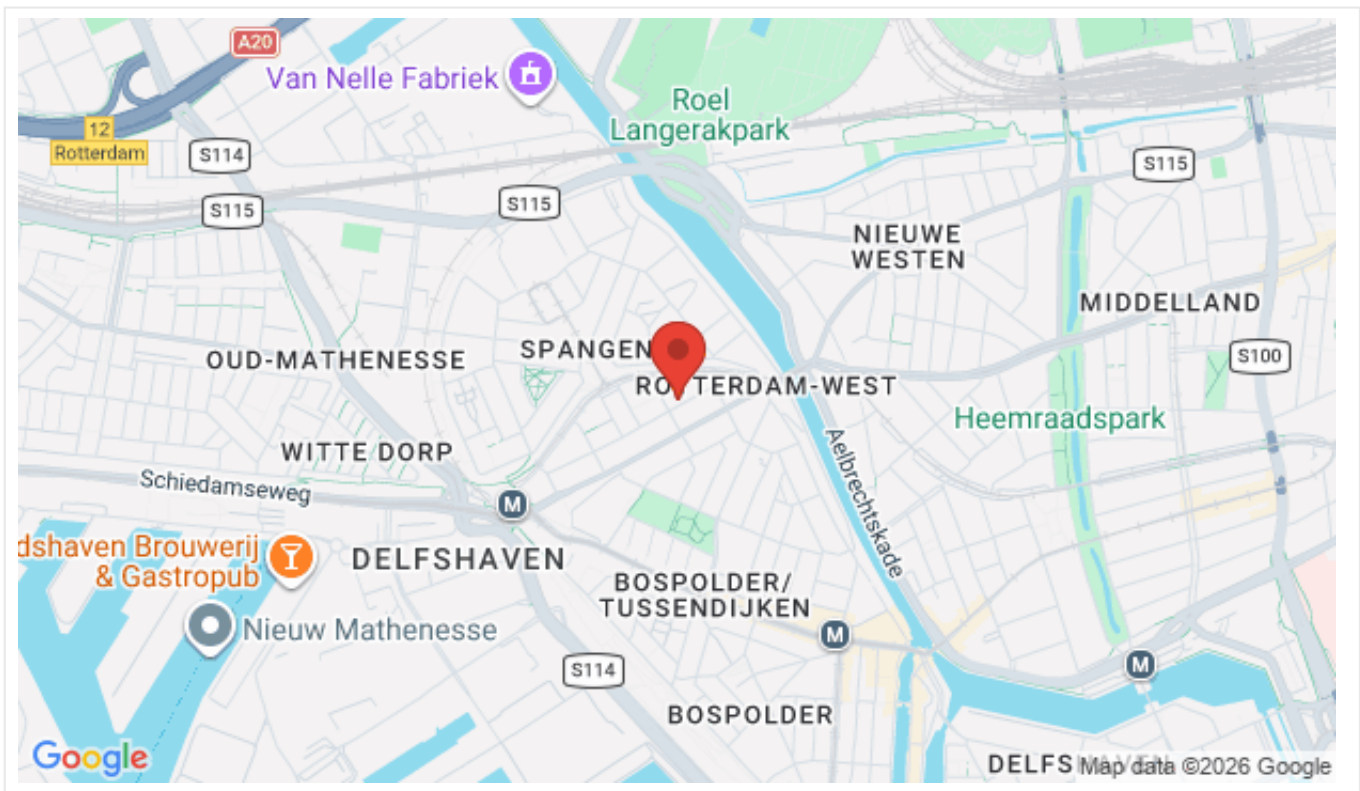 A20
Van Nelle Fabriek
Roel
Langerakpark
12
Rotterdam
S114
S115
S115
S115
NIEUWE
WESTEN
MIDDELLAND
SPANGEN
OUD-MATHENESSE
S100
ROTTERDAM-WEST
Heemraadspark
WITTE DORP
Aelbrechtskade
Schiedamseweg
M
dshaven Brouwerij
& Gastropub
DELFSHAVEN
BOSPOLDER/
TUSSENDIJKEN
Nieuw Mathenesse
M
M
S114
BOSPOLDER
Google
DELFSHAVEN
Map data ©2026 Google